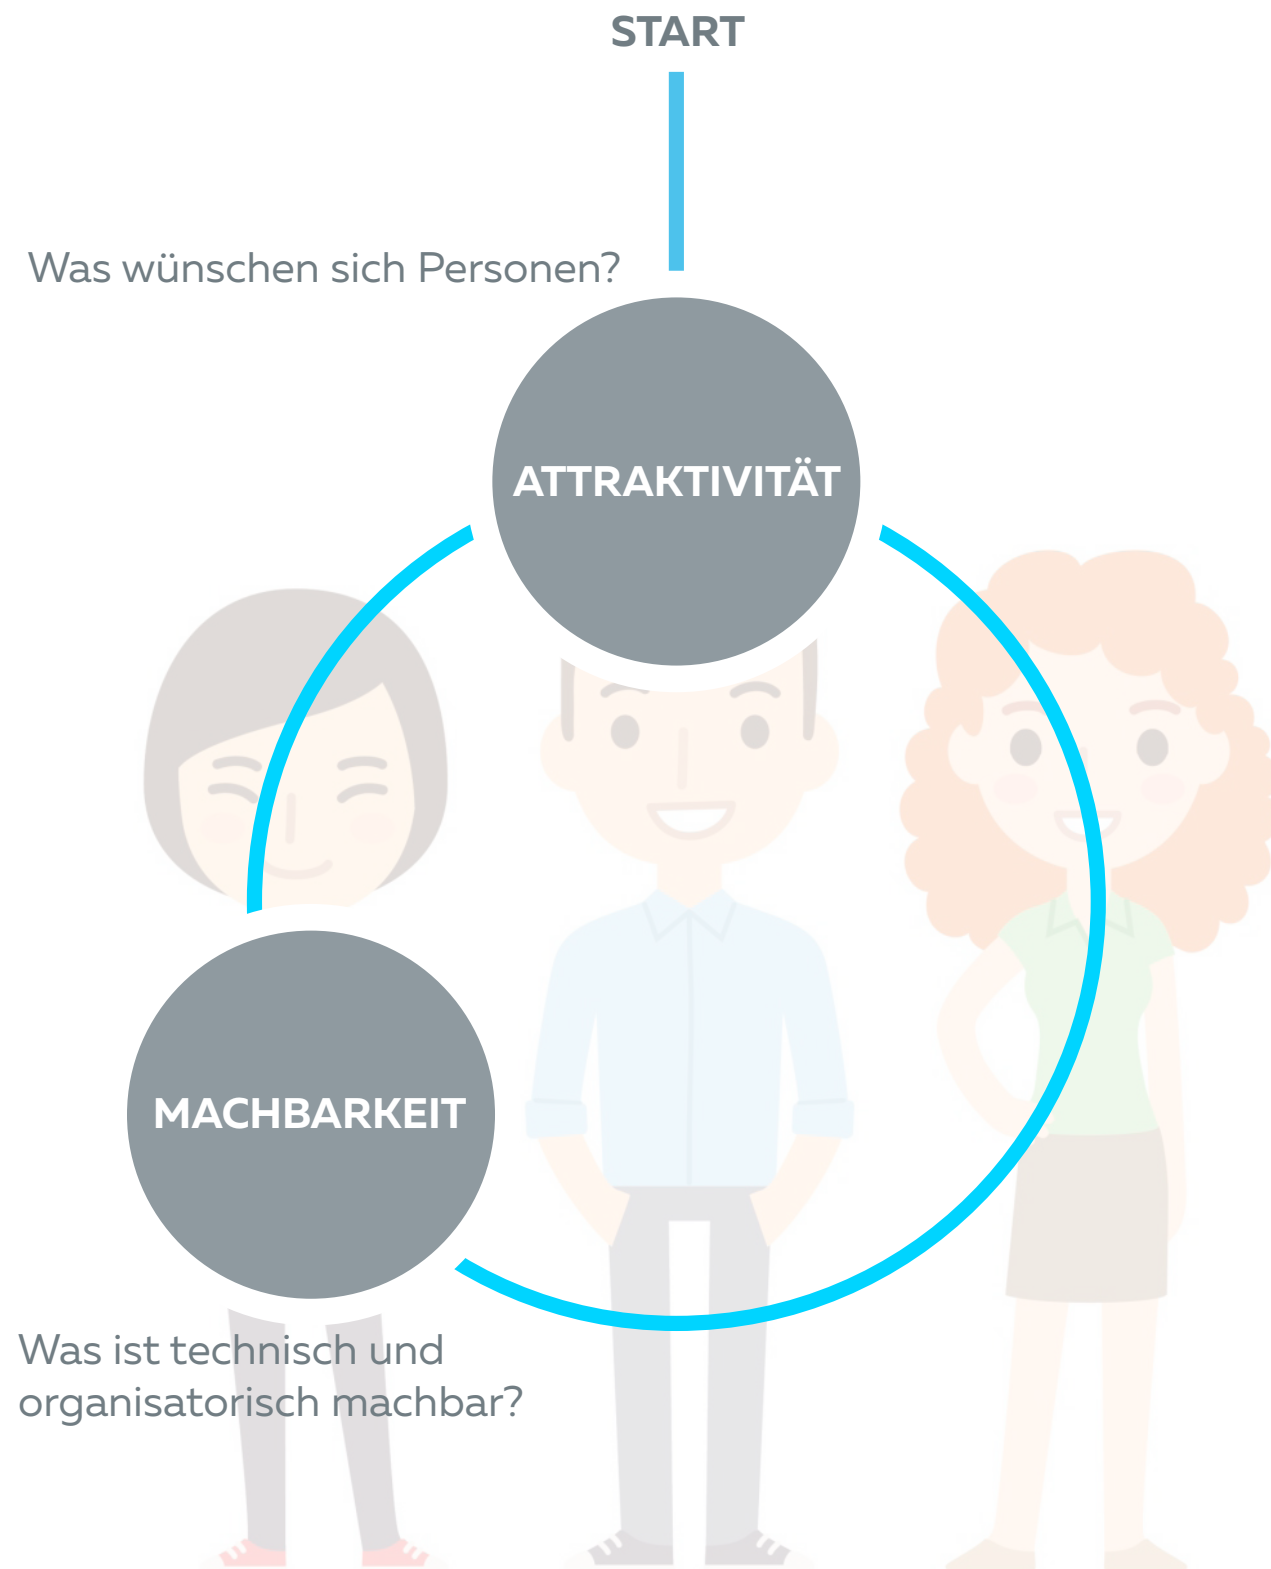 START
Was wünschen sich Personen?
ATTRAKTIVITÄT
MACHBARKEIT
Was ist technisch und
organisatorisch machbar?